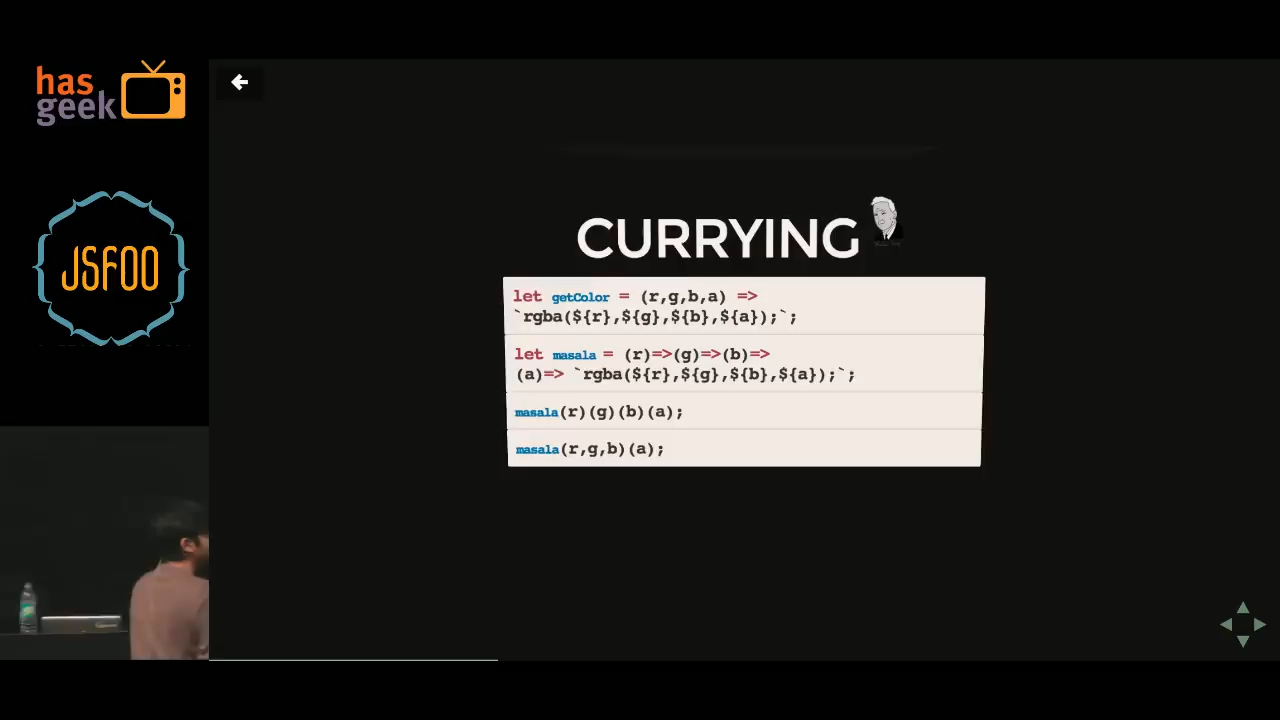 has
geek
JSFOO
CURRYING
let getColor = (r,g,b,a) =>
`rgba(${r},${g},${b},${a});`;
let masala = (r)=>(g)=>(b)=>
(a)=> `rgba(${r},${g},${b},${a});`;
masala(r)(g)(b)(a);
masala(r,g,b)(a);